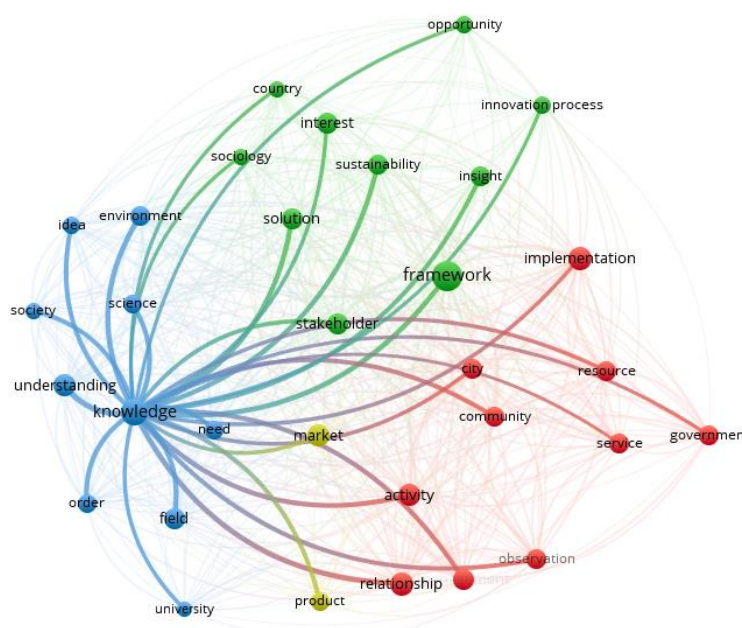 opportunity
country
innovation process
interest
sociology
sustainability
insight
environment
solution
idea
implementation
framework
science
society
stakeholder
city
resource
understanding
knowledge
community
need
market
government
service
activity
order
field
observation
relationship
product
university